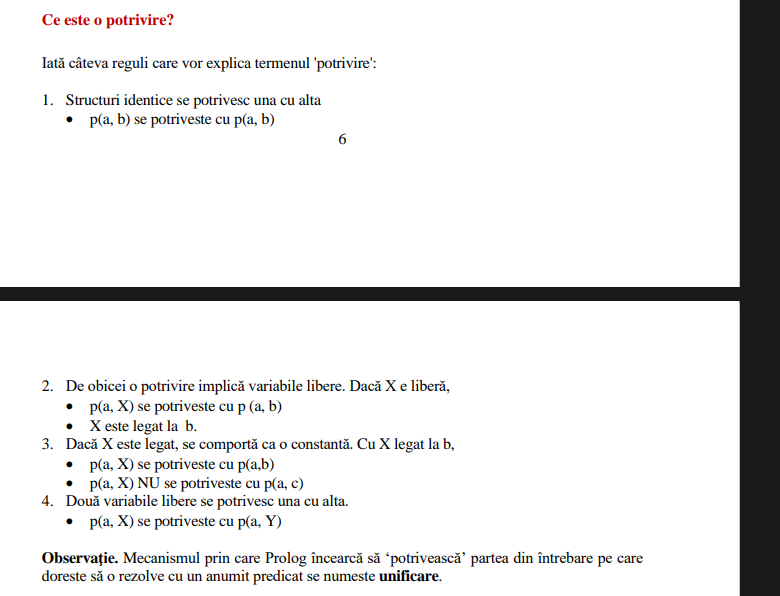 Ce este o potrivire?
Iată câteva reguli care vor explica termenul 'potrivire':
1. Structuri identice se potrivesc una cu alta
• p(a, b) se potriveste cu p(a, b)
6
2. De obicei o potrivire implică variabile libere. Dacă X e liberă,
• p(a, X) se potriveste cu p (a, b)
• X este legat la b.
3. Dacă X este legat, se comportă ca o constantă. Cu X legat la b,
• p(a, X) se potriveste cu p(a,b)
• p(a, X) NU se potriveste cu p(a, c)
4. Două variabile libere se potrivesc una cu alta.
• p(a, X) se potriveste cu p(a, Y)
Observaţie. Mecanismul prin care Prolog încearcă să ‘potrivească’ partea din întrebare pe care
doreste să o rezolve cu un anumit predicat se numeste unificare.